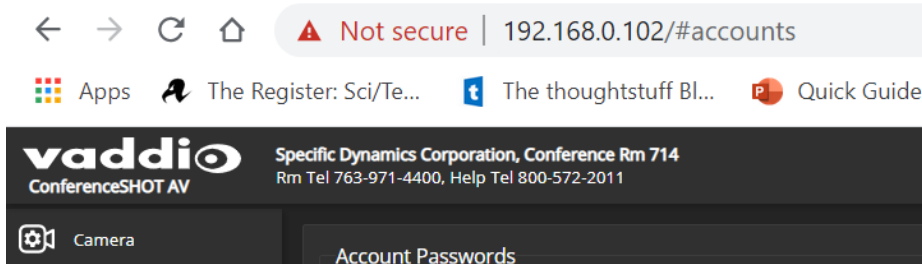 Not secure | 192.168.0.102/#accounts
Apps The Register: Sci/Te... The thoughtstuff Bl... Quick Guide
vaddio Specific Dynamics Corporation, Conference Rm 714
ConferenceSHOT AV Rm Tel 763-971-4400, Help Tel 800-572-2011
Camera
Account Passwords